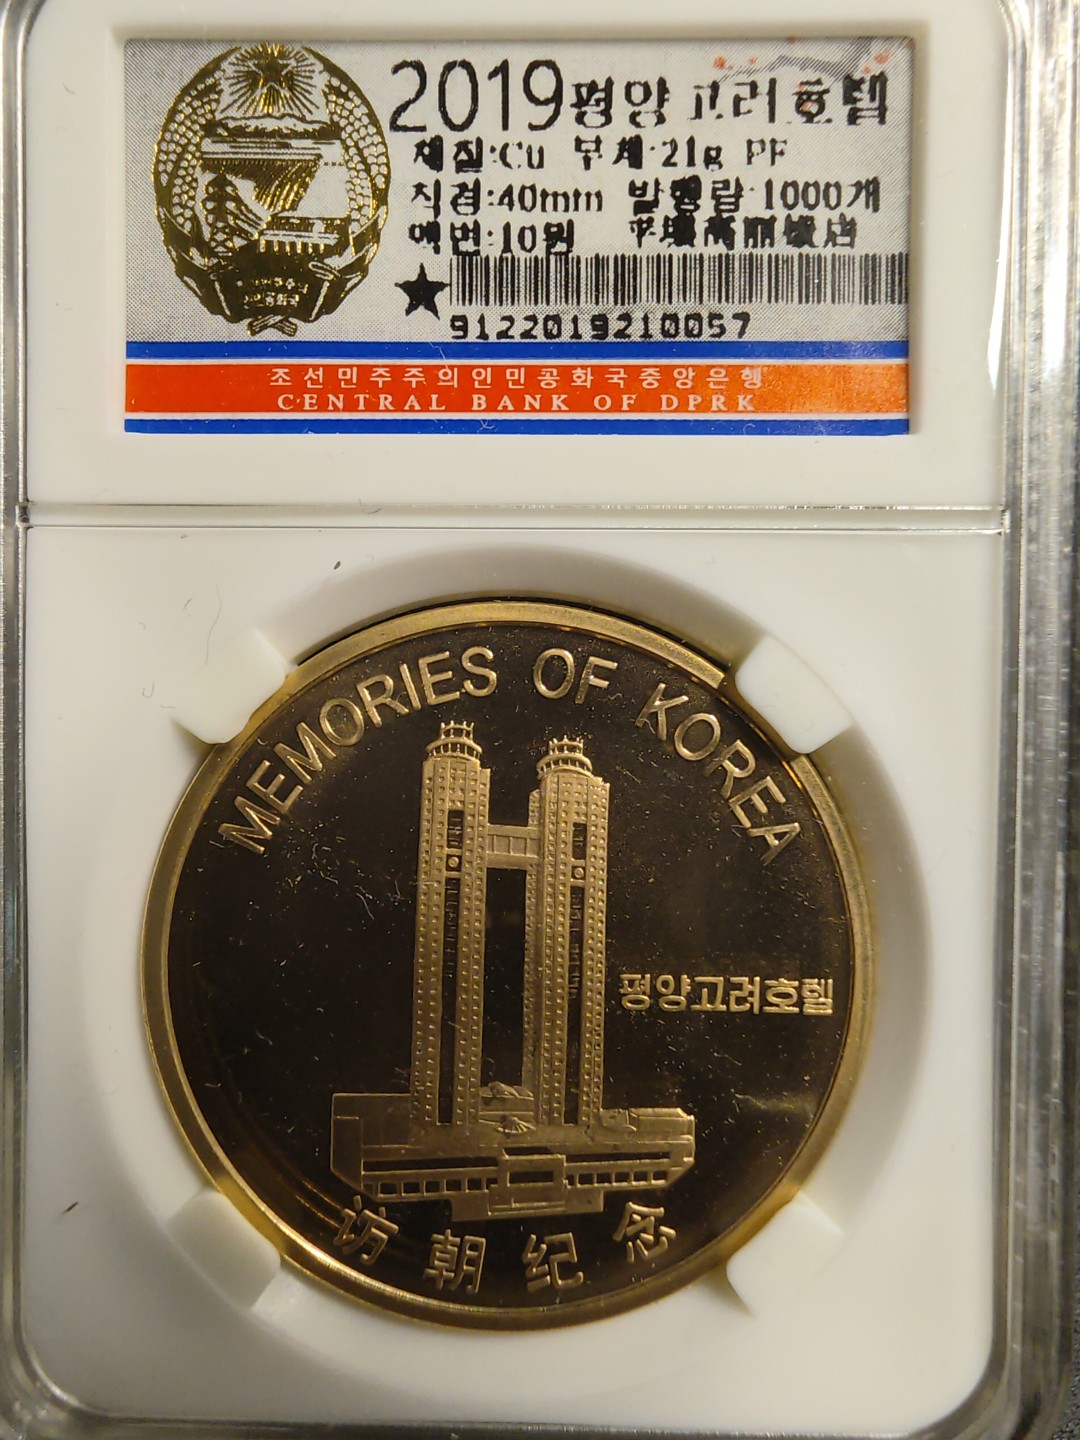 2019평양고려호텔
재질:Cu 무게:21g PF
직경:40mm 발행량:1000개
액면:10원 平壤高丽饭店
9122019210057
조선민주주의인민공화국중앙은행
CENTRAL BANK OF DPRK
MEMORIES OF KOREA
평양고려호텔
访朝纪念